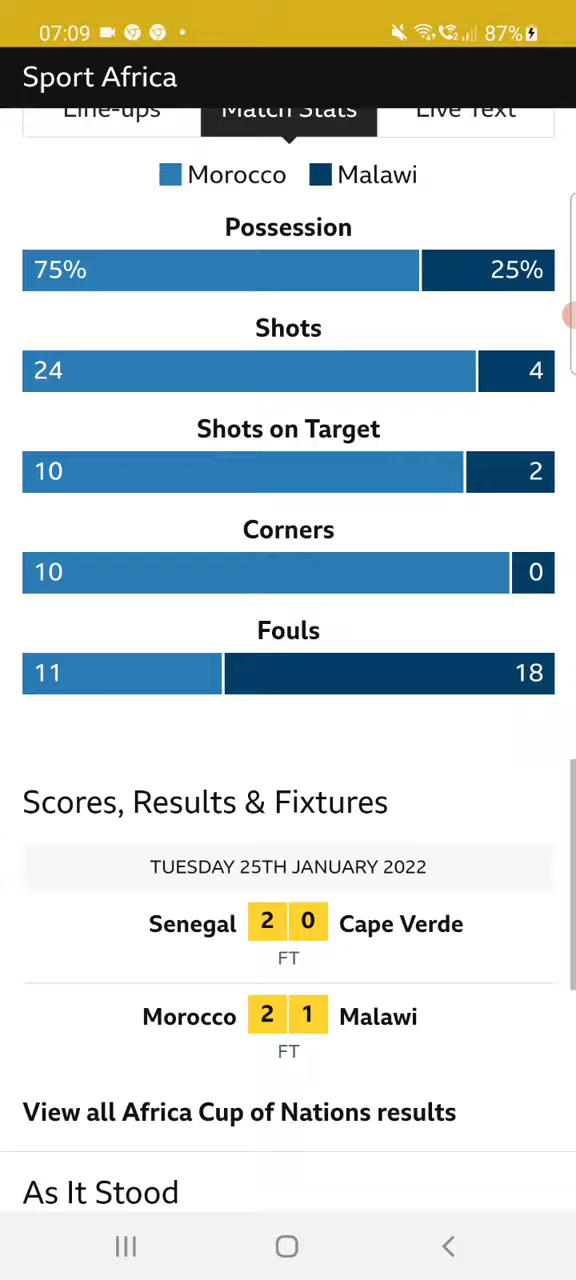 07:09 87%
Sport Africa
Line-ups Match Stats Live Text
Morocco Malawi
Possession
75% 25%
Shots
24 4
Shots on Target
10 2
Corners
10 0
Fouls
11 18
Scores, Results & Fixtures
TUESDAY 25TH JANUARY 2022
Senegal 2 0 Cape Verde
FT
Morocco 2 1 Malawi
FT
View all Africa Cup of Nations results
As It Stood